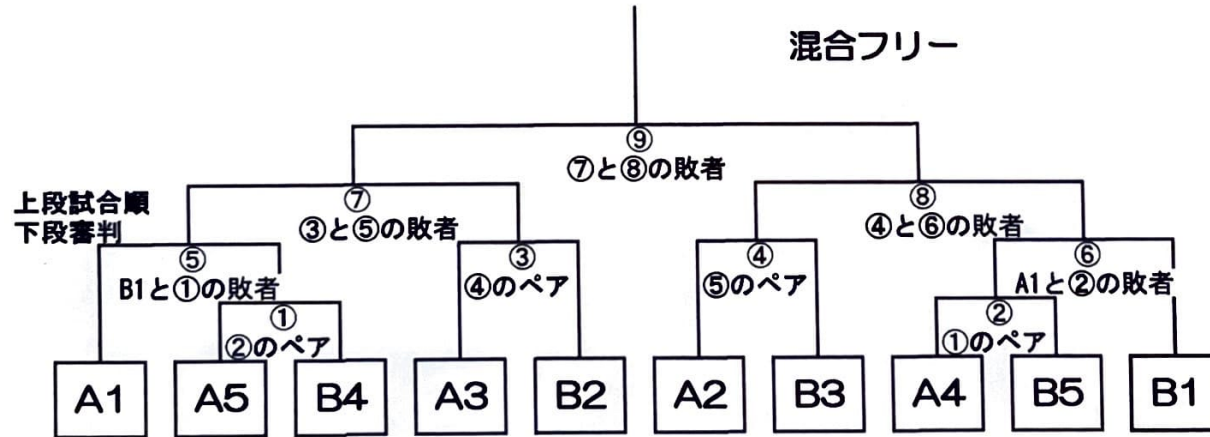 混合フリー
⑨
⑦と⑧の敗者
上段試合順
下段審判
⑦
③と⑤の敗者
⑧
④と⑥の敗者
⑤
B1と①の敗者
③
④のペア
④
⑤のペア
⑥
A1と②の敗者
①
②のペア
②
①のペア
A1
A5
B4
A3
B2
A2
B3
A4
B5
B1